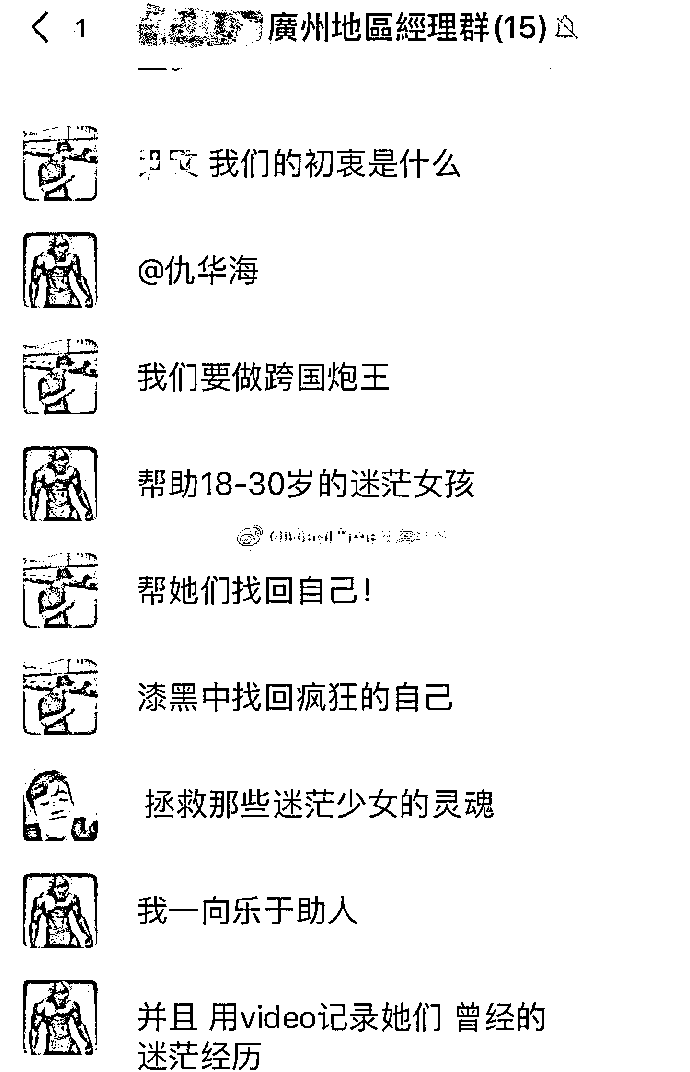 1
廣州地區經理群(15)
我们的初衷是什么
@仇华海
我们要做跨国炮王
帮助18-30岁的迷茫女孩
帮她们找回自己!
漆黑中找回疯狂的自己
拯救那些迷茫少女的灵魂
我一向乐于助人
并且 用video记录她们 曾经的
迷茫经历